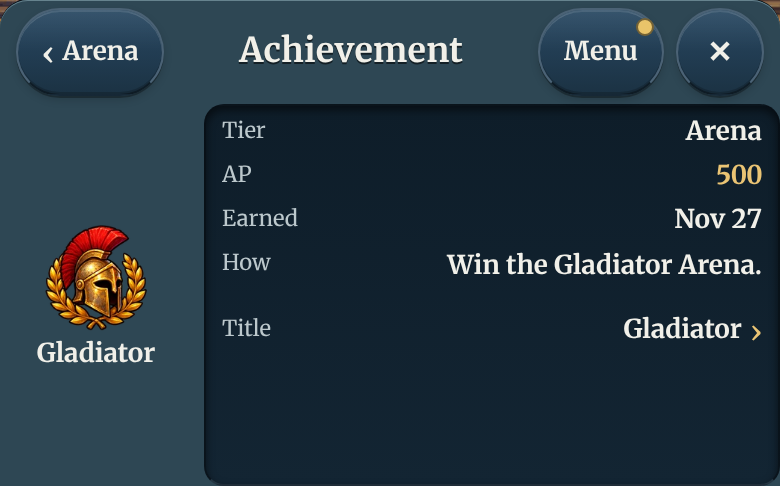 ‹ Arena
Achievement
Menu
×
Tier Arena
AP 500
Earned Nov 27
How Win the Gladiator Arena.
Title Gladiator ›
Gladiator